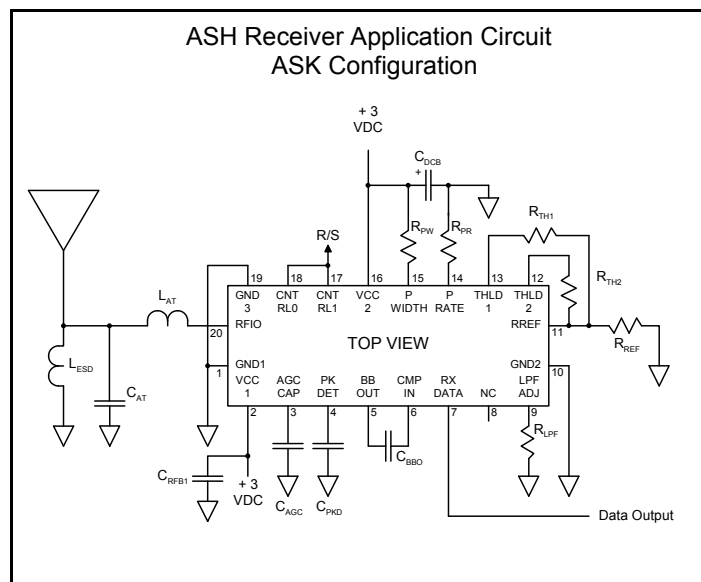 ASH Receiver Application Circuit
ASK Configuration
+ 3
VDC
C_DCB
+
R/S
R_PW
R_PR
R_TH1
19
18
17
16
15
14
13
12
GND
3
CNT
RL0
CNT
RL1
VCC
2
P
WIDTH
P
RATE
THLD
1
THLD
2
R_TH2
L_AT
20
RFIO
TOP VIEW
RREF
11
R_REF
L_ESD
C_AT
1
GND1
GND2
10
VCC
1
AGC
CAP
PK
DET
BB
OUT
CMP
IN
RX
DATA
NC
LPF
ADJ
2
3
4
5
6
7
8
9
R_LPF
C_BBO
C_RFB1
+ 3
VDC
C_AGC
C_PKD
Data Output